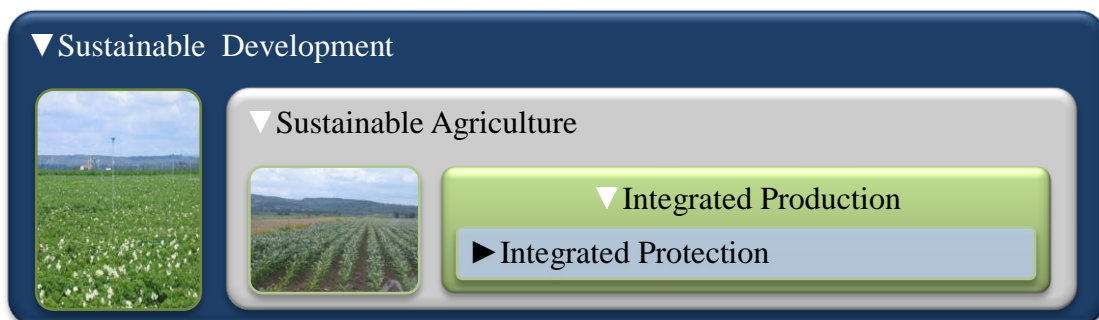 ▼Sustainable Development
▼Sustainable Agriculture
▼Integrated Production
►Integrated Protection